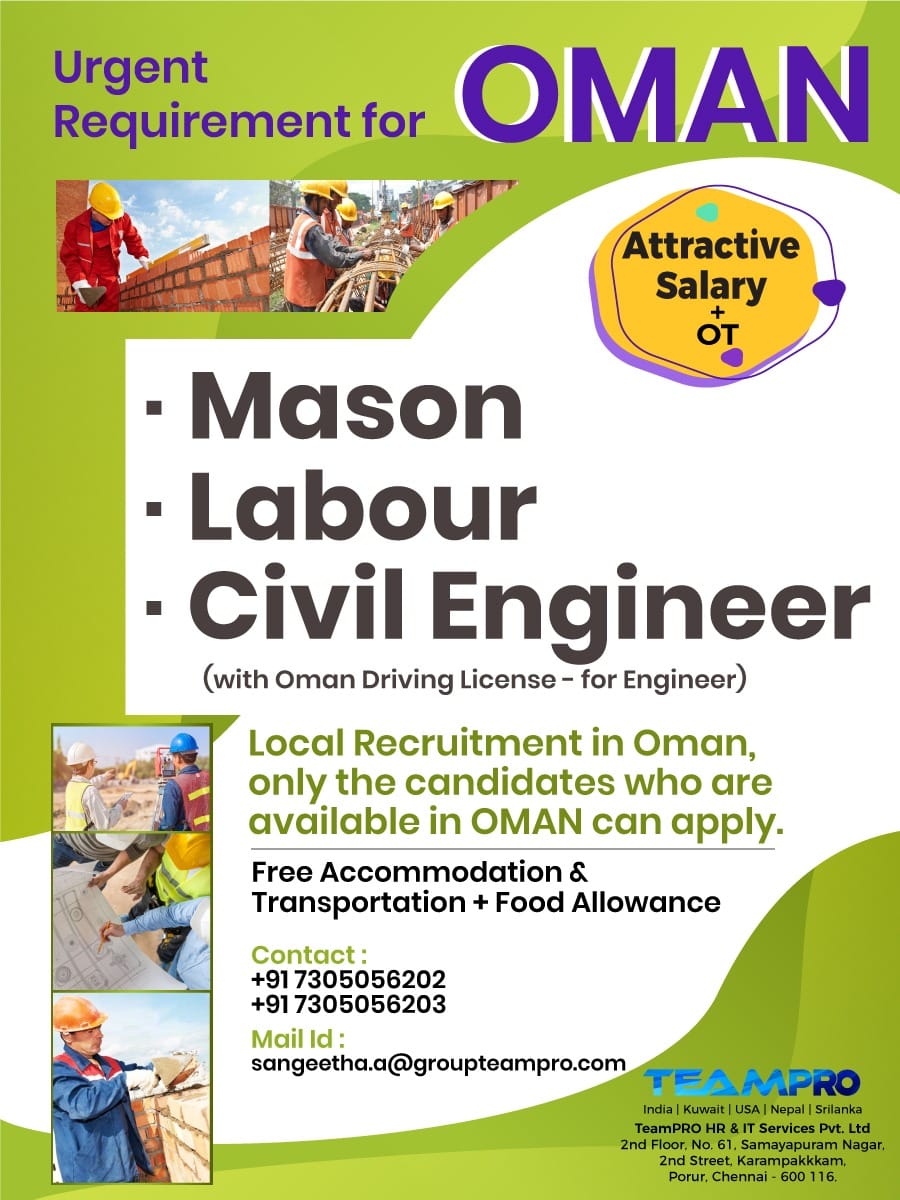 Urgent
Requirement for
OMAN
Attractive
Salary
+
OT
· Mason
· Labour
· Civil Engineer
(with Oman Driving License - for Engineer)
Local Recruitment in Oman,
only the candidates who are
available in OMAN can apply.
Free Accommodation &
Transportation + Food Allowance
Contact :
+91 7305056202
+91 7305056203
Mail Id :
sangeetha.a@groupteampro.com
TEAMPRO
India | Kuwait | USA | Nepal | Srilanka
TeamPRO HR & IT Services Pvt. Ltd
2nd Floor, No. 61, Samayapuram Nagar,
2nd Street, Karampakkkam,
Porur, Chennai - 600 116.